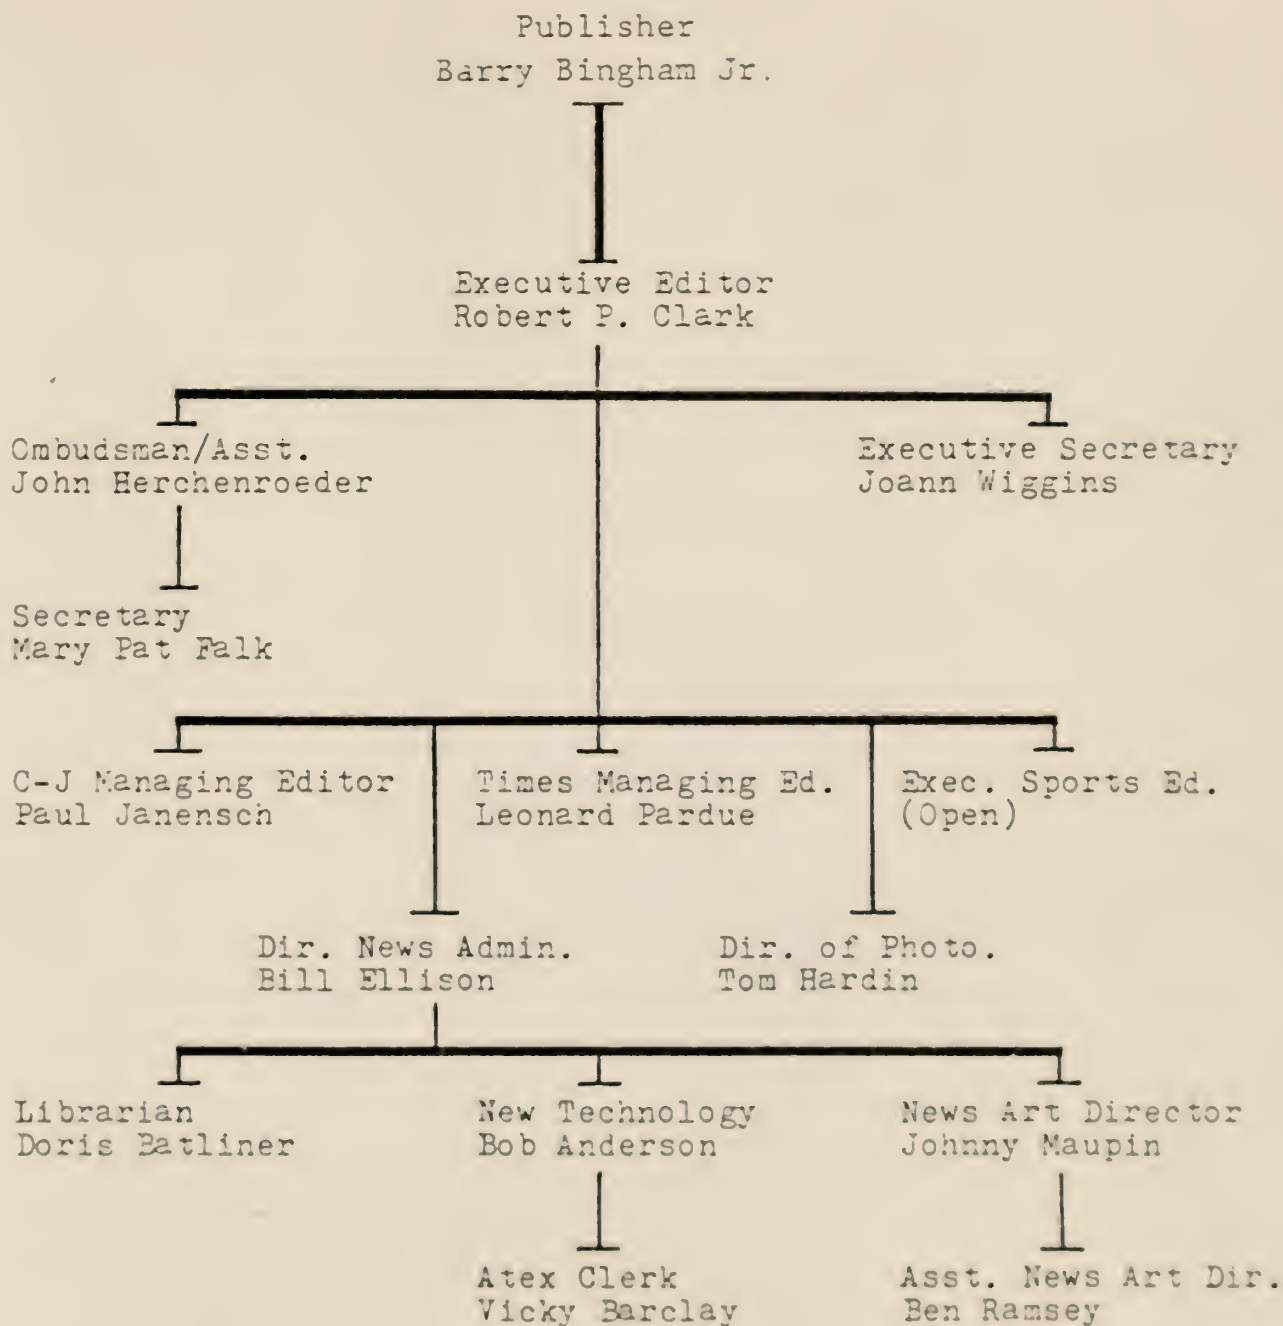 Publisher
Barry Bingham Jr.
Executive Editor
Robert P. Clark
Ombudsman/Asst.
John Herchenroeder
Executive Secretary
Joann Wiggins
Secretary
Mary Pat Falk
C-J Managing Editor
Paul Janensch
Times Managing Ed.
Leonard Pardue
Exec. Sports Ed.
(Open)
Dir. News Admin.
Bill Ellison
Dir. of Photo.
Tom Hardin
Librarian
Doris Batliner
New Technology
Bob Anderson
News Art Director
Johnny Maupin
Atex Clerk
Vicky Barclay
Asst. News Art Dir.
Ben Ramsey